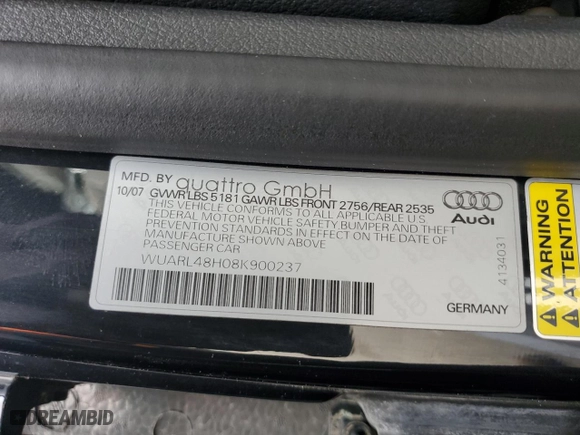 MFD. BY quattro GmbH
10/07 GVWR LBS 5181 GAWR LBS FRONT 2756/REAR 2535
THIS VEHICLE CONFORMS TO ALL APPLICABLE U.S.
FEDERAL MOTOR VEHICLE SAFETY,BUMPER AND THEFT
PREVENTION STANDARDS IN EFFECT ON THE DATE OF
MANUFACTURE SHOWN ABOVE.
PASSENGER CAR
WUARL48H08K900237
Audi
4134031
GERMANY
WARNING
DREAMBID